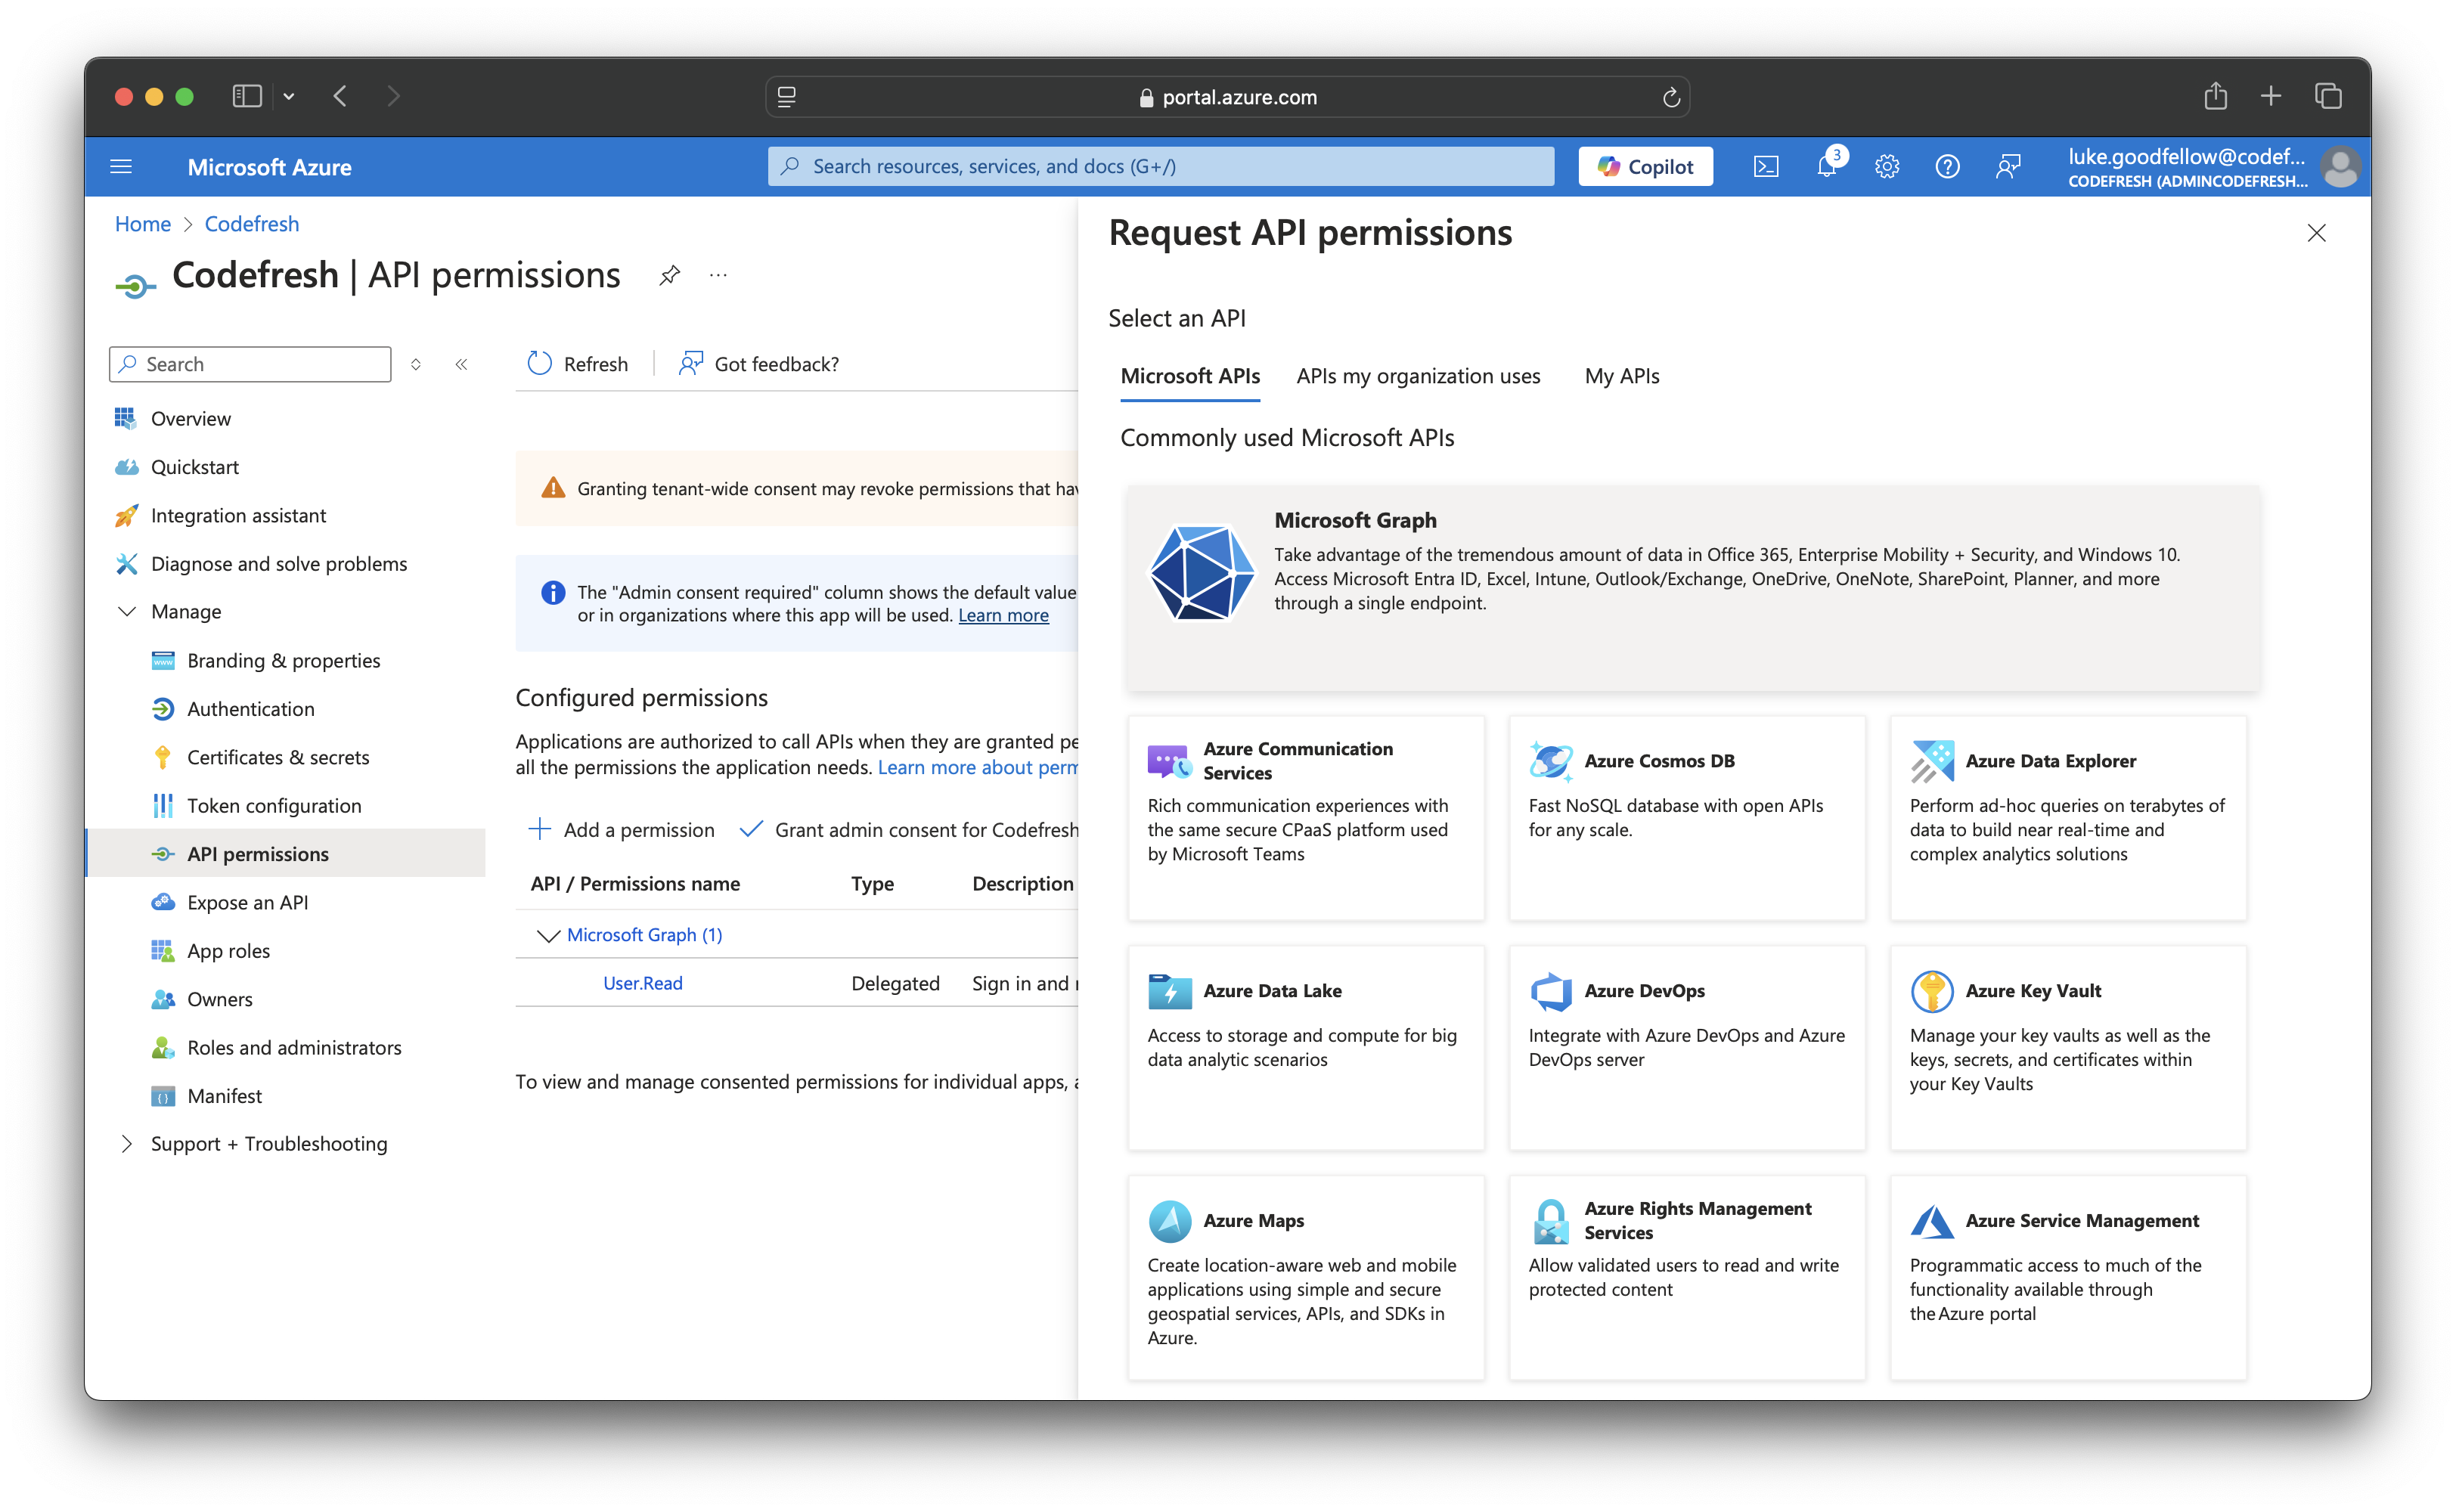 portal.azure.com
Microsoft Azure
Search resources, services, and docs (G+/)
Copilot
3
luke.goodfellow@codef...
CODEFRESH (ADMINCODEFRESH...
Home > Codefresh
Codefresh | API permissions
Search
Overview
Quickstart
Integration assistant
Diagnose and solve problems
Manage
Branding & properties
Authentication
Certificates & secrets
Token configuration
API permissions
Expose an API
App roles
Owners
Roles and administrators
Manifest
Support + Troubleshooting
Refresh
Got feedback?
Granting tenant-wide consent may revoke permissions that hav
The "Admin consent required" column shows the default value
or in organizations where this app will be used. Learn more
Configured permissions
Applications are authorized to call APIs when they are granted pe
all the permissions the application needs. Learn more about perm
Add a permission
Grant admin consent for Codefresh
API / Permissions name Type Description
Microsoft Graph (1)
User.Read Delegated Sign in and r
To view and manage consented permissions for individual apps, a
Request API permissions
Select an API
Microsoft APIs
APIs my organization uses
My APIs
Commonly used Microsoft APIs
Microsoft Graph
Take advantage of the tremendous amount of data in Office 365, Enterprise Mobility + Security, and Windows 10.
Access Microsoft Entra ID, Excel, Intune, Outlook/Exchange, OneDrive, OneNote, SharePoint, Planner, and more
through a single endpoint.
Azure Communication
Services
Rich communication experiences with
the same secure CPaaS platform used
by Microsoft Teams
Azure Cosmos DB
Fast NoSQL database with open APIs
for any scale.
Azure Data Explorer
Perform ad-hoc queries on terabytes of
data to build near real-time and
complex analytics solutions
Azure Data Lake
Access to storage and compute for big
data analytic scenarios
Azure DevOps
Integrate with Azure DevOps and Azure
DevOps server
Azure Key Vault
Manage your key vaults as well as the
keys, secrets, and certificates within
your Key Vaults
Azure Maps
Create location-aware web and mobile
applications using simple and secure
geospatial services, APIs, and SDKs in
Azure.
Azure Rights Management
Services
Allow validated users to read and write
protected content
Azure Service Management
Programmatic access to much of the
functionality available through
the Azure portal